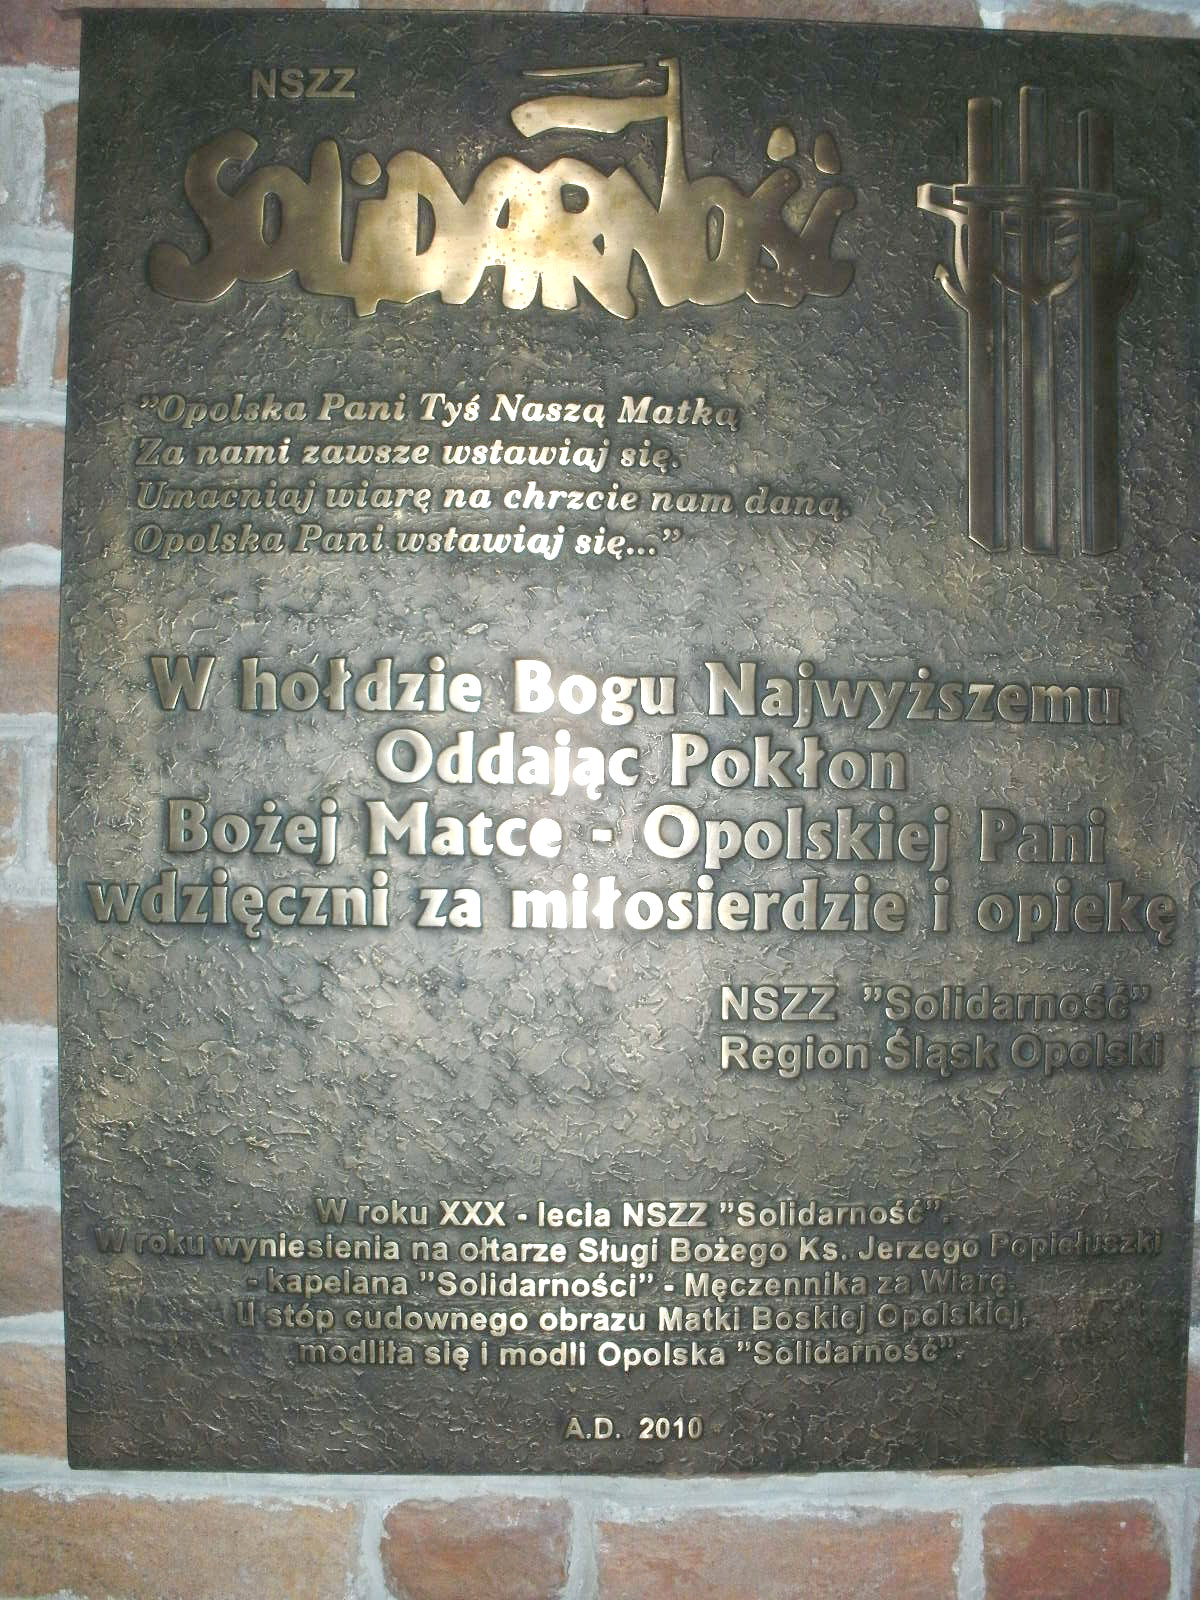 NSZZ
SOLIDARNOŚĆ
"Opolska Pani Tyś Naszą Matką
Za nami zawsze wstawiaj się.
Umacniaj wiarę na chrzcie nam daną.
Opolska Pani wstawiaj się..."
W hołdzie Bogu Najwyższemu
Oddając Pokłon
Bożej Matce - Opolskiej Pani
wdzięczni za miłosierdzie i opiekę
NSZZ "Solidarność"
Region Śląsk Opolski
W roku XXX - lecia NSZZ "Solidarność".
W roku wyniesienia na ołtarze Sługi Bożego Ks. Jerzego Popiełuszki
- kapelana "Solidarności" - Męczennika za Wiarę
U stóp cudownego obrazu Matki Boskiej Opolskiej,
modliła się i modli Opolska "Solidarność".
A.D. 2010